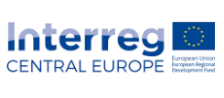 Interreg
CENTRAL EUROPE
European Union
European Regional
Development Fund